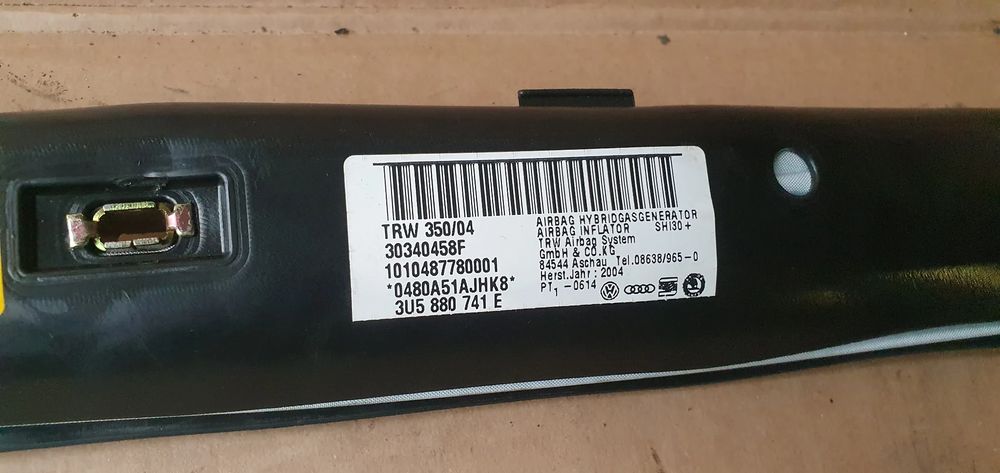 TRW 350/04
30340458F
1010487780001
*0480A51AJHK8*
3U5 880 741 E
AIRBAG HYBRIDGASGENERATOR
AIRBAG INFLATOR SHI30+
TRW Airbag System
GmbH & CO.KG
84544 Aschau Tel.08638/965-0
Herst.Jahr: 2004
PT1-0614